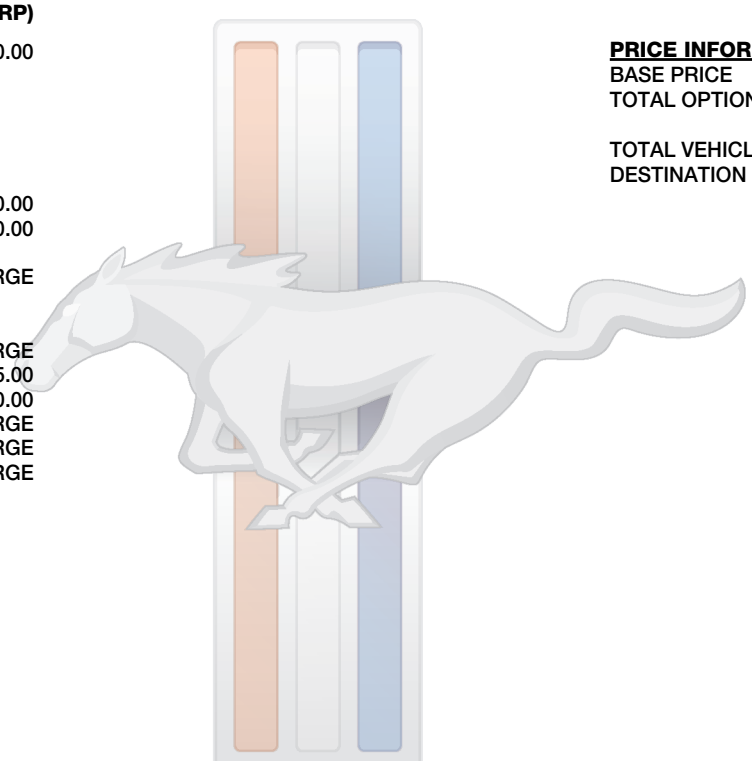 RP)
0.00
0.00
0.00
RGE
RGE
5.00
0.00
RGE
RGE
RGE
PRICE INFOR
BASE PRICE
TOTAL OPTION
TOTAL VEHICL
DESTINATION